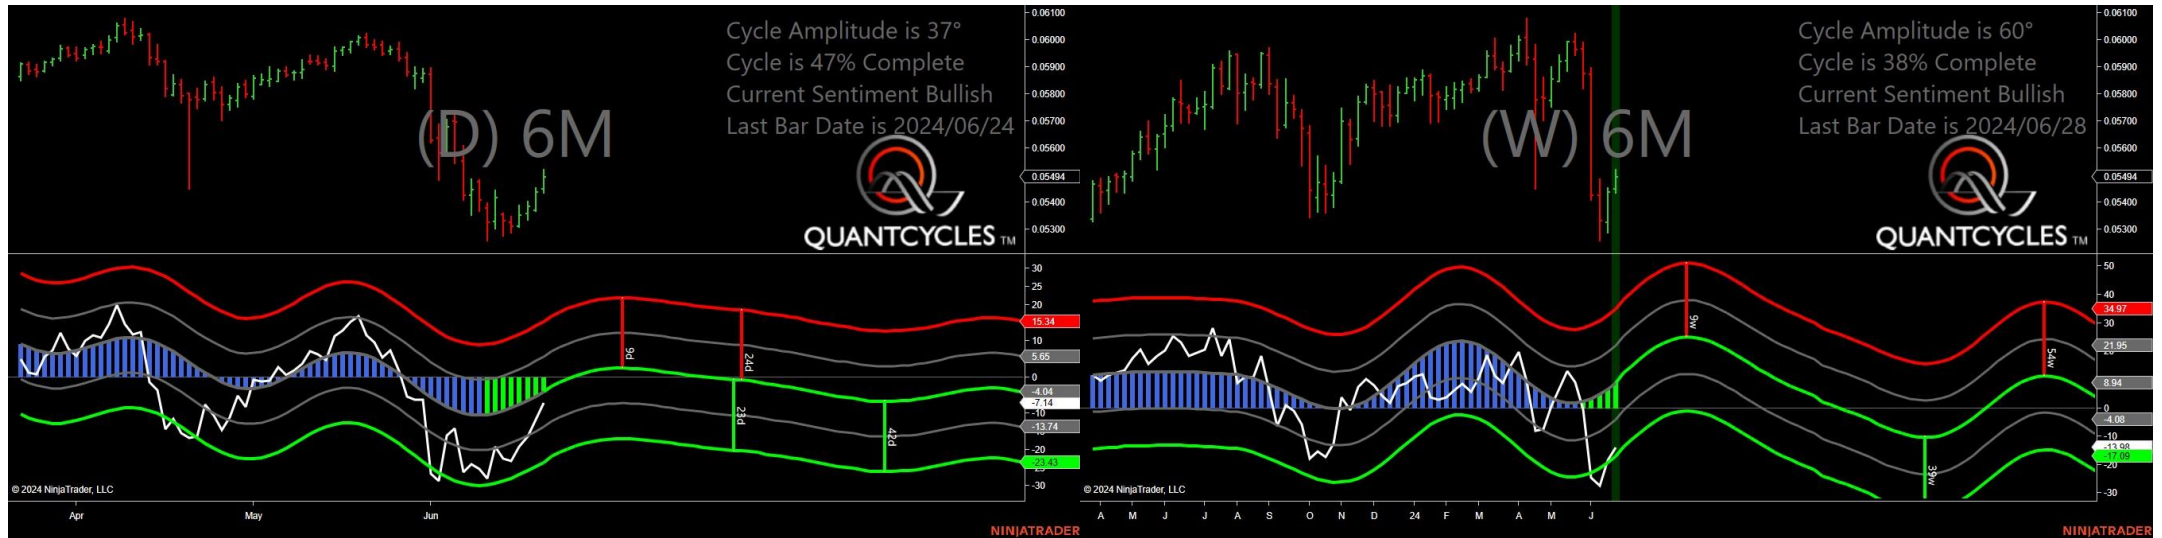 Cycle Amplitude is 37°
Cycle is 47% Complete
Current Sentiment Bullish
Last Bar Date is 2024/06/24
(D) 6M
QUANTCYCLES TM
0.06100
0.06000
0.05900
0.05800
0.05700
0.05600
0.05494
0.05400
0.05300
30
25
20
15.34
10
5.65
0
-4.04
-7.14
-10
-13.74
-20
-23.43
-30
9d
24d
23d
42d
© 2024 NinjaTrader, LLC
Apr
May
Jun
NINJATRADER
Cycle Amplitude is 60°
Cycle is 38% Complete
Current Sentiment Bullish
Last Bar Date is 2024/06/28
(W) 6M
QUANTCYCLES TM
0.06100
0.06000
0.05900
0.05800
0.05700
0.05600
0.05494
0.05400
0.05300
50
40
34.97
30
21.95
8.94
0
-4.08
-10
-13.98
-17.09
-20
-30
9w
54w
39w
© 2024 NinjaTrader, LLC
A M J J A S O N D 24 F M A M J
NINJATRADER